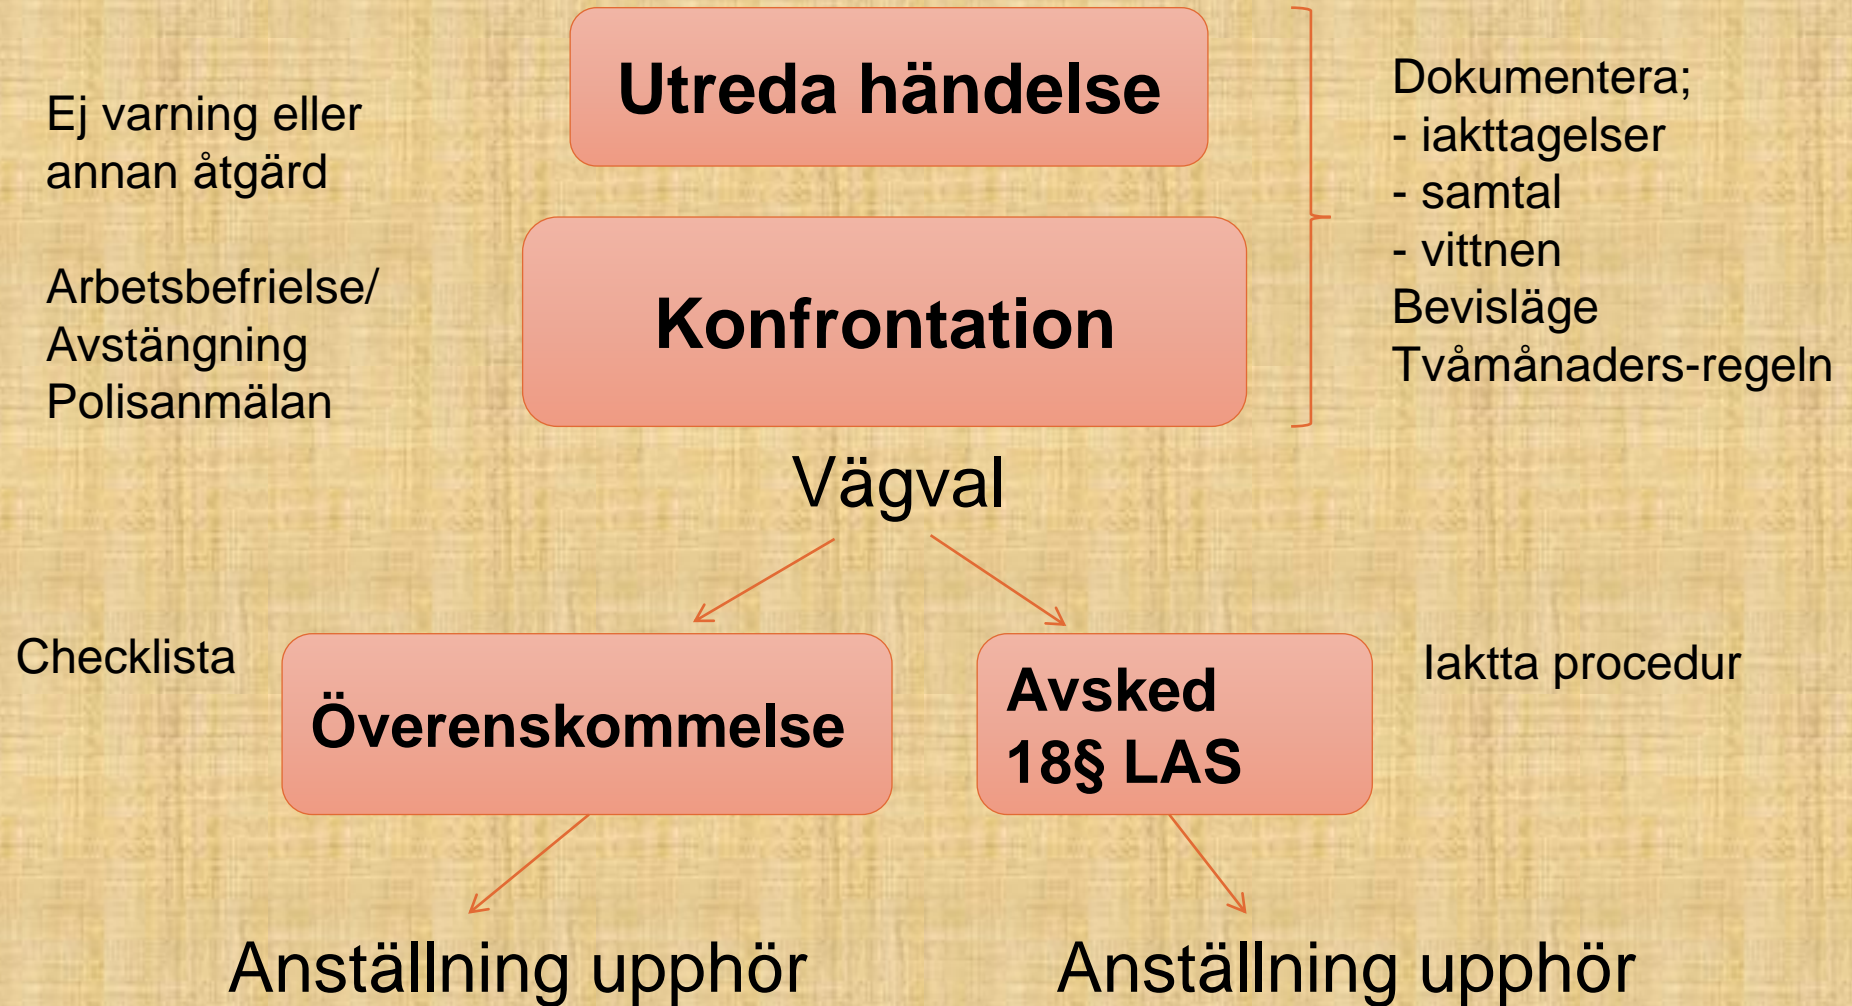 Utreda händelse
Ej varning eller
annan åtgärd
Arbetsbefrielse/
Avstängning
Polisanmälan
Konfrontation
Dokumentera;
- iakttagelser
- samtal
- vittnen
Bevisläge
Tvåmånaders-regeln
Vägval
Checklista
Överenskommelse
Avsked
18§ LAS
Iaktta procedur
Anställning upphör
Anställning upphör